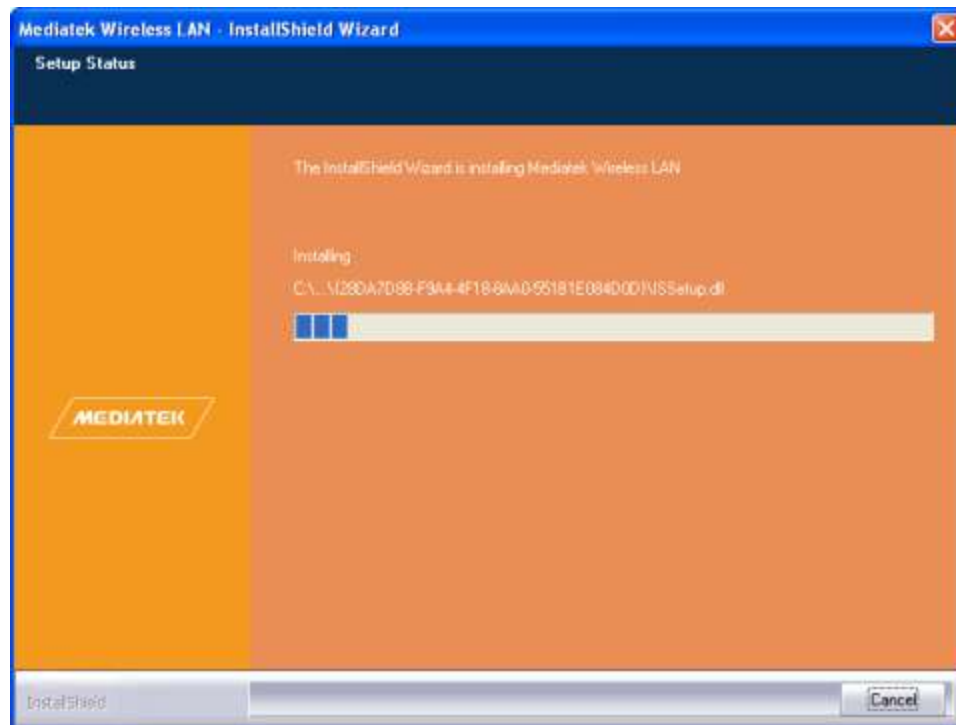 Mediatek Wireless LAN - InstallShield Wizard
Setup Status
The InstallShield Wizard is installing Mediatek Wireless LAN
Installing
MEDIATEK
InstallShield
Cancel